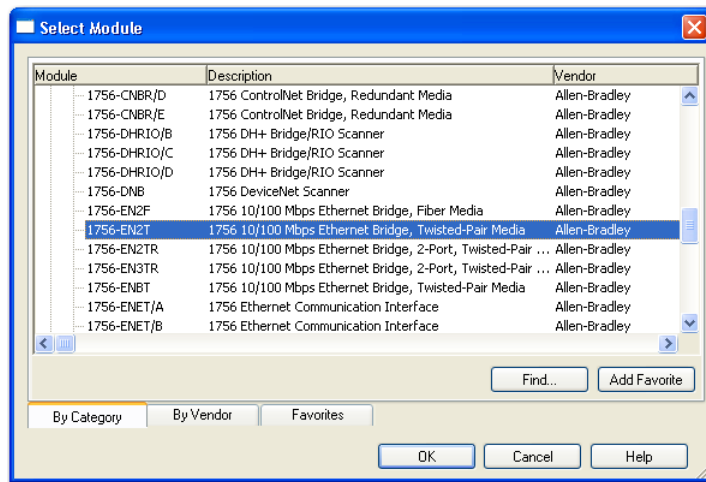 Select Module
Module Description Vendor
1756-CNBR/D 1756 ControlNet Bridge, Redundant Media Allen-Bradley
1756-CNBR/E 1756 ControlNet Bridge, Redundant Media Allen-Bradley
1756-DHRIO/B 1756 DH+ Bridge/RIO Scanner Allen-Bradley
1756-DHRIO/C 1756 DH+ Bridge/RIO Scanner Allen-Bradley
1756-DHRIO/D 1756 DH+ Bridge/RIO Scanner Allen-Bradley
1756-DNB 1756 DeviceNet Scanner Allen-Bradley
1756-EN2F 1756 10/100 Mbps Ethernet Bridge, Fiber Media Allen-Bradley
1756-EN2T 1756 10/100 Mbps Ethernet Bridge, Twisted-Pair Media Allen-Bradley
1756-EN2TR 1756 10/100 Mbps Ethernet Bridge, 2-Port, Twisted-Pair ... Allen-Bradley
1756-EN3TR 1756 10/100 Mbps Ethernet Bridge, 2-Port, Twisted-Pair ... Allen-Bradley
1756-ENBT 1756 10/100 Mbps Ethernet Bridge, Twisted-Pair Media Allen-Bradley
1756-ENET/A 1756 Ethernet Communication Interface Allen-Bradley
1756-ENET/B 1756 Ethernet Communication Interface Allen-Bradley
Find... Add Favorite
By Category By Vendor Favorites
OK Cancel Help